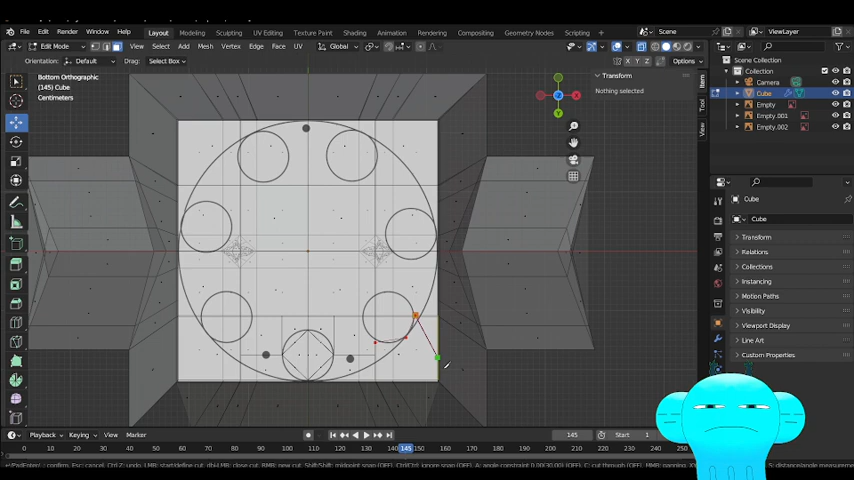 File Edit Render Window Help Layout Modeling Sculpting UV Editing Texture Paint Shading Animation Rendering Compositing Geometry Nodes Scripting Scene ViewLayer
Edit Mode View Select Add Mesh Vertex Edge Face UV Global
Orientation: Default Drag: Select Box X Y Z Options
Bottom Orthographic
(145) Cube
Centimeters
Transform
Nothing selected
Item
Tool
View
Scene Collection
Collection
Camera
Cube
Empty
Empty.001
Empty.002
Cube
Cube
Transform
Relations
Collections
Instancing
Motion Paths
Visibility
Viewport Display
Line Art
Custom Properties
Playback Keying View Marker 145 Start 1
0 10 20 30 40 50 60 70 80 90 100 110 120 130 145 150 160 170 180 190 200 210